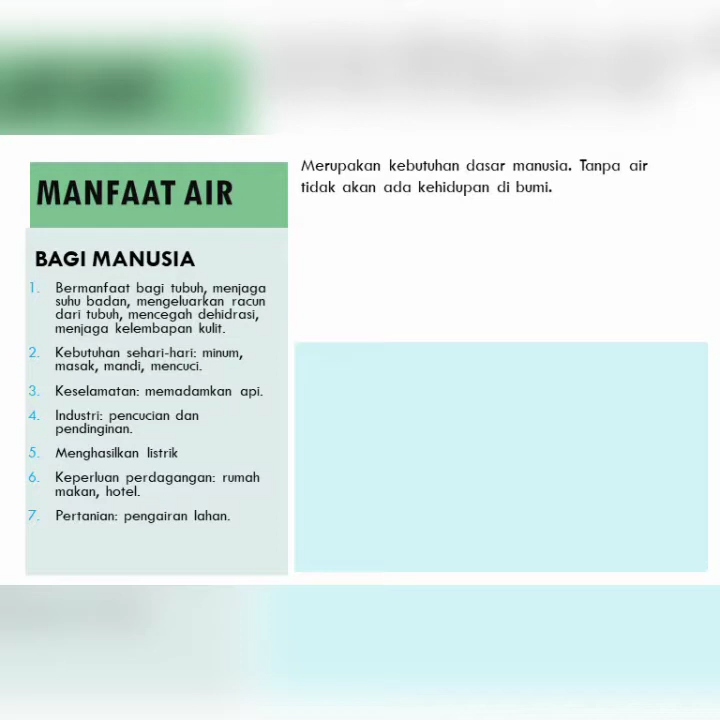 MANFAAT AIR
BAGI MANUSIA
1. Bermanfaat bagi tubuh, menjaga
suhu badan, mengeluarkan racun
dari tubuh, mencegah dehidrasi,
menjaga kelembapan kulit.
2. Kebutuhan sehari-hari: minum,
masak, mandi, mencuci.
3. Keselamatan: memadamkan api.
4. Industri: pencucian dan
pendinginan.
5. Menghasilkan listrik
6. Keperluan perdagangan: rumah
makan, hotel.
7. Pertanian: pengairan lahan.
Merupakan kebutuhan dasar manusia. Tanpa air
tidak akan ada kehidupan di bumi.